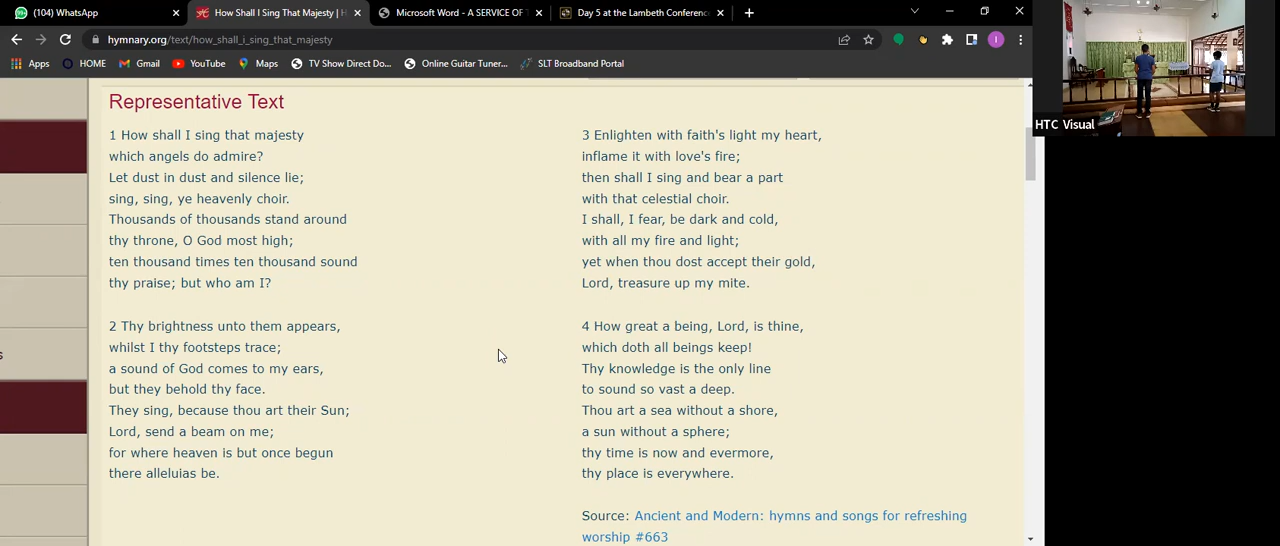 (104) WhatsApp
How Shall I Sing That Majesty | H
Microsoft Word - A SERVICE OF T
Day 5 at the Lambeth Conference
hymnary.org/text/how_shall_i_sing_that_majesty
Apps
HOME
Gmail
YouTube
Maps
TV Show Direct Do...
Online Guitar Tuner...
SLT Broadband Portal
HTC Visual
Representative Text
1 How shall I sing that majesty
which angels do admire?
Let dust in dust and silence lie;
sing, sing, ye heavenly choir.
Thousands of thousands stand around
thy throne, O God most high;
ten thousand times ten thousand sound
thy praise; but who am I?
2 Thy brightness unto them appears,
whilst I thy footsteps trace;
a sound of God comes to my ears,
but they behold thy face.
They sing, because thou art their Sun;
Lord, send a beam on me;
for where heaven is but once begun
there alleluias be.
3 Enlighten with faith's light my heart,
inflame it with love's fire;
then shall I sing and bear a part
with that celestial choir.
I shall, I fear, be dark and cold,
with all my fire and light;
yet when thou dost accept their gold,
Lord, treasure up my mite.
4 How great a being, Lord, is thine,
which doth all beings keep!
Thy knowledge is the only line
to sound so vast a deep.
Thou art a sea without a shore,
a sun without a sphere;
thy time is now and evermore,
thy place is everywhere.
Source: Ancient and Modern: hymns and songs for refreshing
worship #663